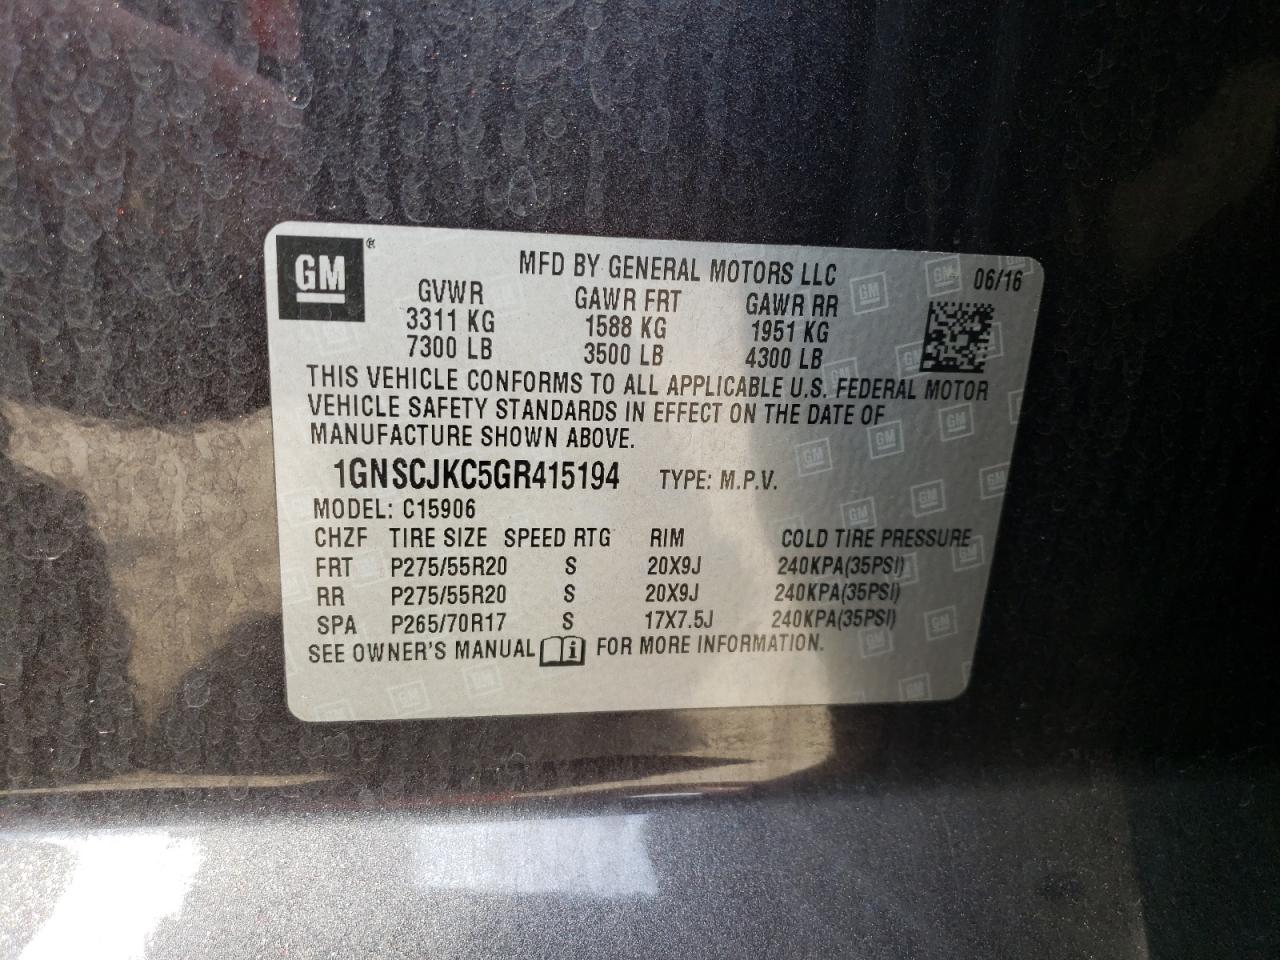 GM ®
MFD BY GENERAL MOTORS LLC 06/16
GVWR GAWR FRT GAWR RR
3311 KG 1588 KG 1951 KG
7300 LB 3500 LB 4300 LB
THIS VEHICLE CONFORMS TO ALL APPLICABLE U.S. FEDERAL MOTOR
VEHICLE SAFETY STANDARDS IN EFFECT ON THE DATE OF
MANUFACTURE SHOWN ABOVE.
1GNSCJKC5GR415194 TYPE: M.P.V.
MODEL: C15906
CHZF TIRE SIZE SPEED RTG RIM COLD TIRE PRESSURE
FRT P275/55R20 S 20X9J 240KPA(35PSI)
RR P275/55R20 S 20X9J 240KPA(35PSI)
SPA P265/70R17 S 17X7.5J 240KPA(35PSI)
SEE OWNER'S MANUAL i FOR MORE INFORMATION.